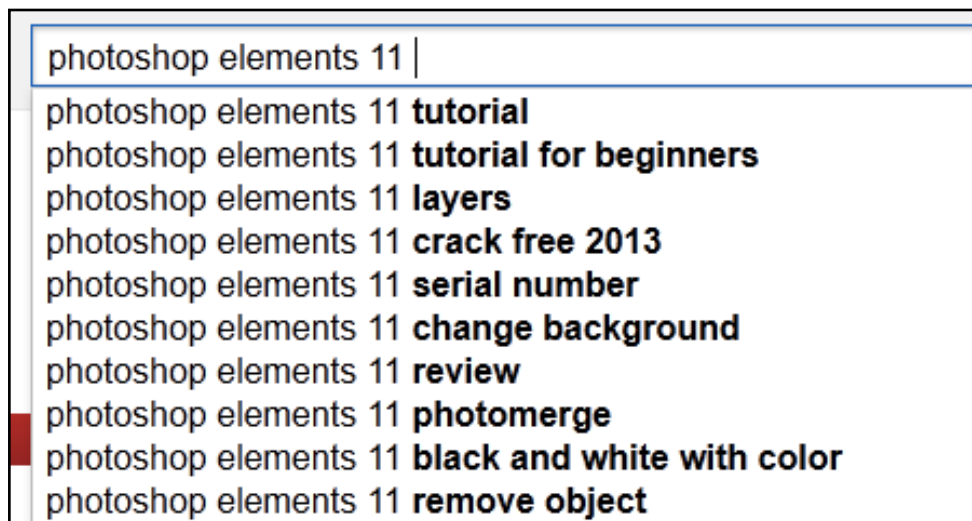 photoshop elements 11
photoshop elements 11 tutorial
photoshop elements 11 tutorial for beginners
photoshop elements 11 layers
photoshop elements 11 crack free 2013
photoshop elements 11 serial number
photoshop elements 11 change background
photoshop elements 11 review
photoshop elements 11 photomerge
photoshop elements 11 black and white with color
photoshop elements 11 remove object